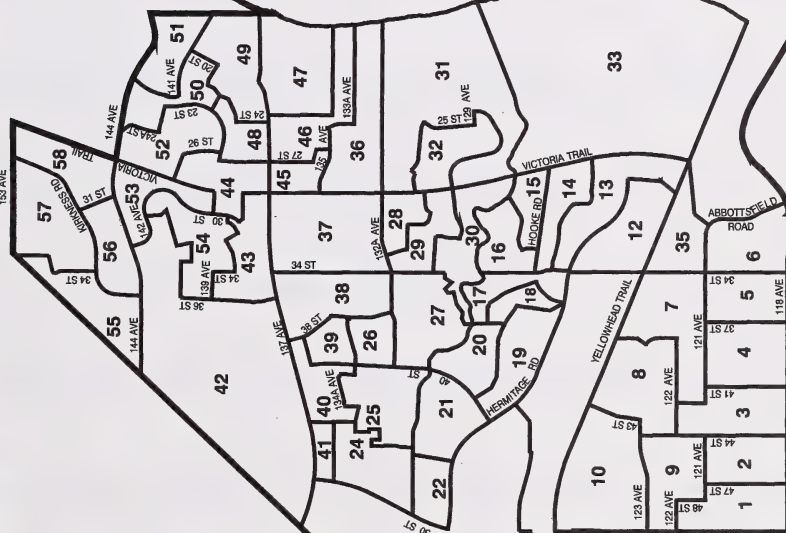 153 AVE
144 AVE
51
141 AVE
20 ST
50
49
58
TRAIL
57
KIRKNESS RD
24A ST
23 ST
52
24 ST
47
133A AVE
31
33
31 ST
VICTORIA
26 ST
48
46
27 ST
135 AVE
36
25 ST
129 AVE
32
53
142 AVE
44
45
VICTORIA TRAIL
30 ST
56
34 ST
54
139 AVE
34 ST
43
37
132A AVE
28
29
30
16
15
HOOKE RD
14
13
12
ABBOTTSFIELD
ROAD
35
6
34 ST
36 ST
55
144 AVE
38
137 AVE
38 ST
39
26
27
17
18
7
34 ST
5
118 AVE
42
20
19
YELLOWHEAD TRAIL
121 AVE
37 ST
4
40
134A AVE
40 ST
25
24
41
21
HERMITAGE RD
8
122 AVE
41 ST
3
43 ST
22
50 ST
10
123 AVE
9
122 AVE
121 AVE
44 ST
2
47 ST
48 ST
1